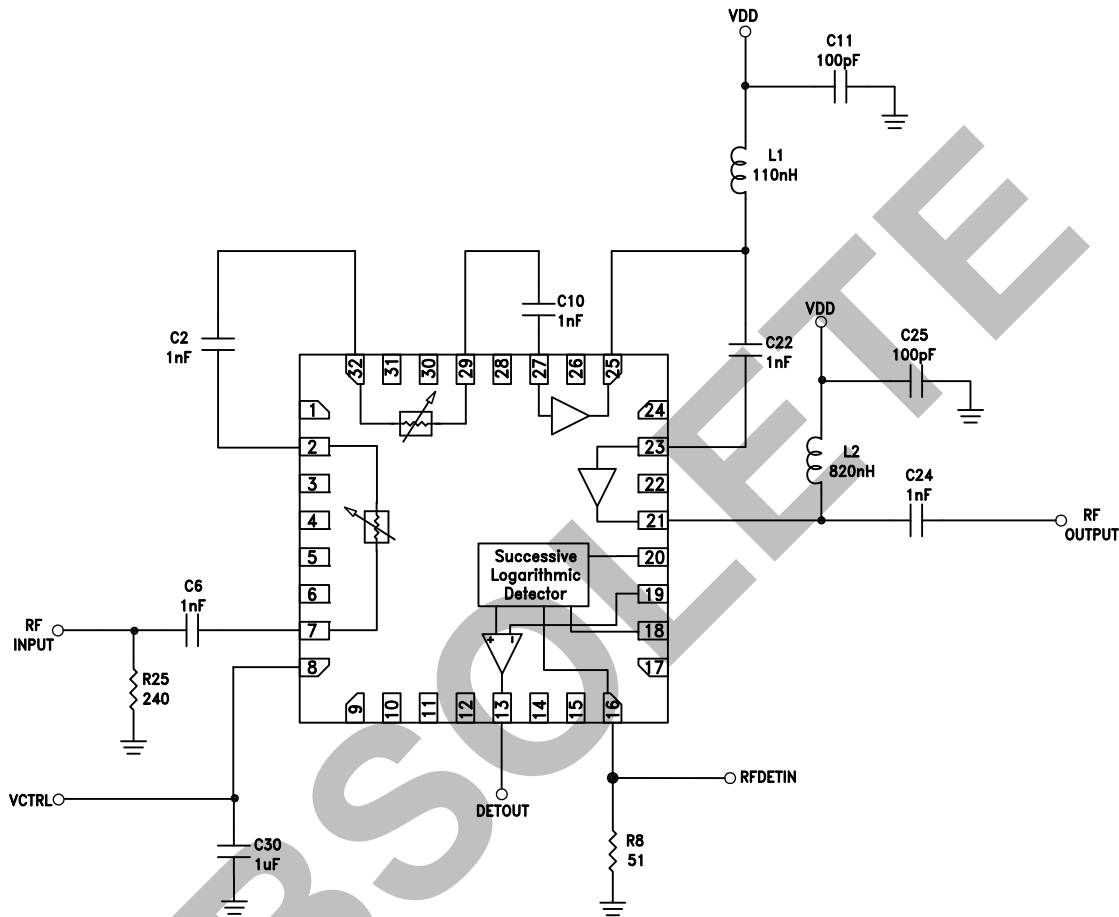 VDD
C11
100pF
L1
110nH
C2
1nF
C10
1nF
C22
1nF
VDD
C25
100pF
32
31
30
29
28
27
26
25
1
2
3
4
5
6
7
8
24
23
22
21
20
19
18
17
L2
820nH
C24
1nF
RF
OUTPUT
Successive
Logarithmic
Detector
+
-
C6
1nF
RF
INPUT
R25
240
9
10
11
12
13
14
15
16
VCTRL
DETOUT
RFDETIN
C30
1uF
R8
51
BSOLETE